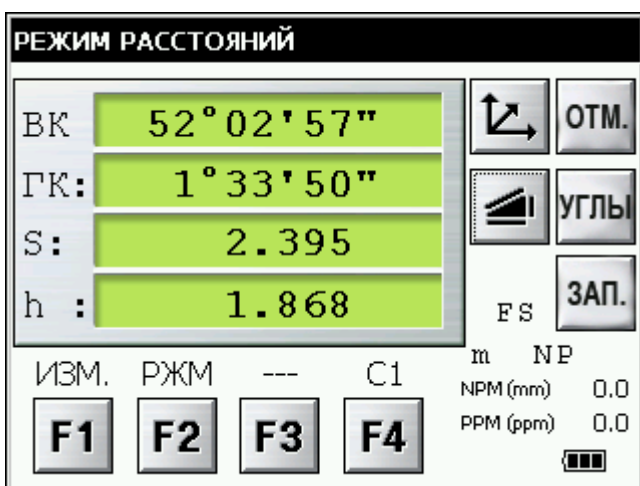 РЕЖИМ РАССТОЯНИЙ
ВК 52°02'57"
ГК: 1°33'50"
S: 2.395
h : 1.868
ОТМ.
УГЛЫ
ЗАП.
FS
m NP
NPM (mm) 0.0
PPM (ppm) 0.0
ИЗМ. РЖМ --- C1
F1 F2 F3 F4